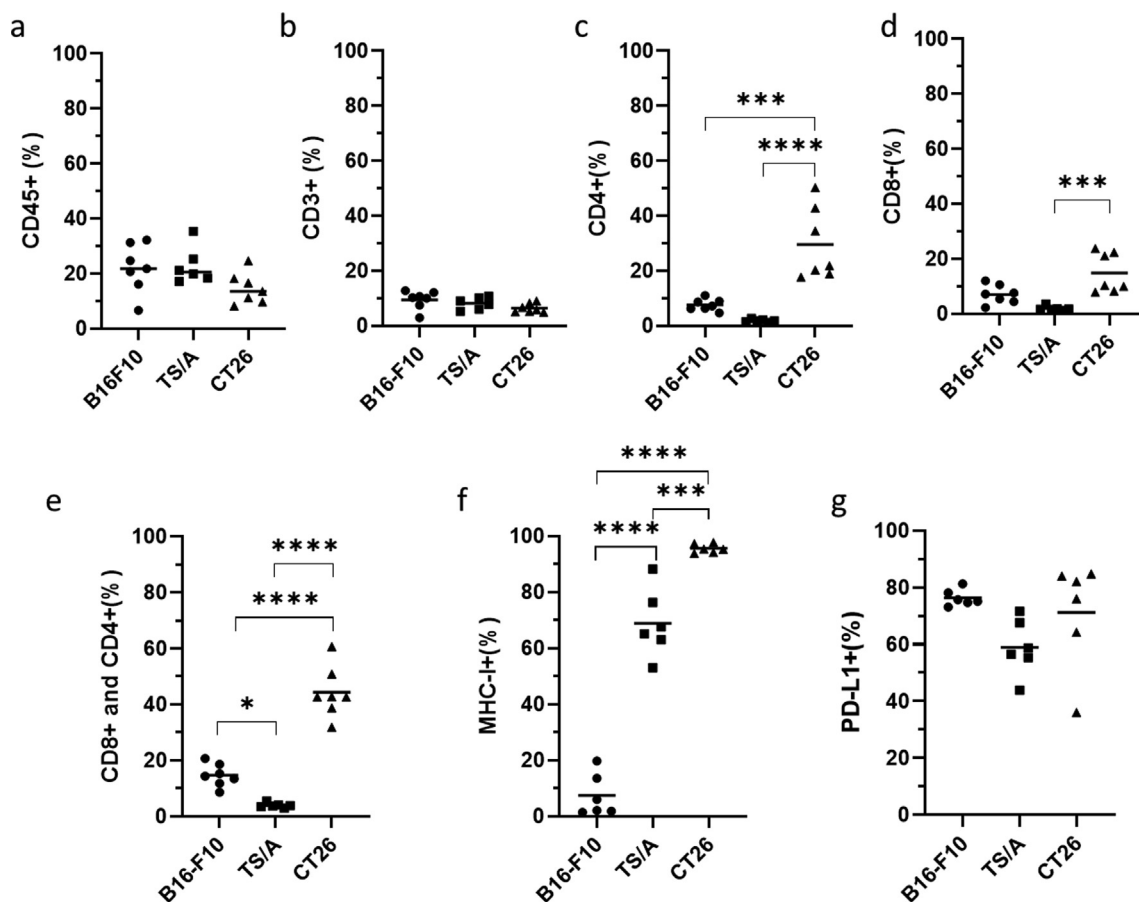 a
b
c
d
100
80
60
40
20
0
CD45+ (%)
B16F10
TS/A
CT26
100
80
60
40
20
0
CD3+ (%)
B16-F10
TS/A
CT26
100
80
60
40
20
0
CD4+(%)
***
****
B16-F10
TS/A
CT26
100
80
60
40
20
0
CD8+(%)
***
B16-F10
TS/A
CT26
e
f
g
100
80
60
40
20
0
CD8+ and CD4+(%)
****
****
*
B16-F10
TS/A
CT26
****
***
****
100
80
60
40
20
0
MHC-I+(%)
B16-F10
TS/A
CT26
100
80
60
40
20
0
PD-L1+(%)
B16-F10
TS/A
CT26